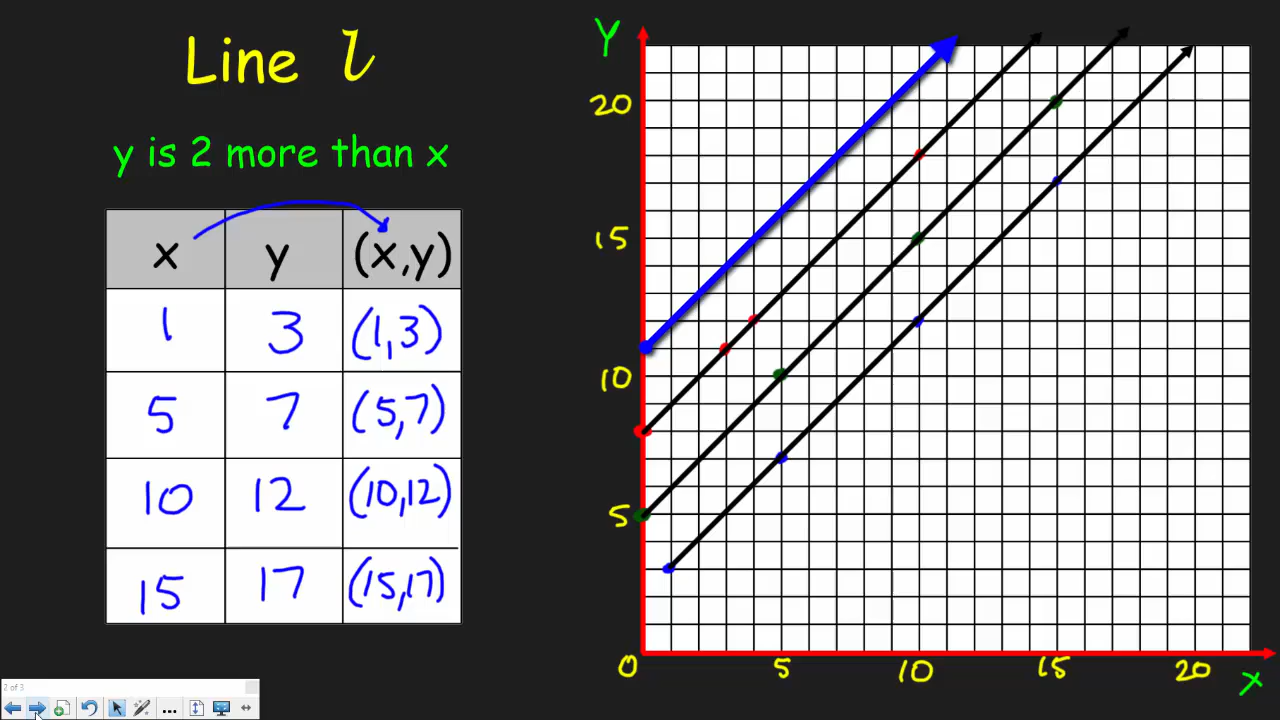 Line l
y is 2 more than x
x y (x,y)
1 3 (1,3)
5 7 (5,7)
10 12 (10,12)
15 17 (15,17)
Y
20
15
10
5
0 5 10 15 20 x
2 of 3